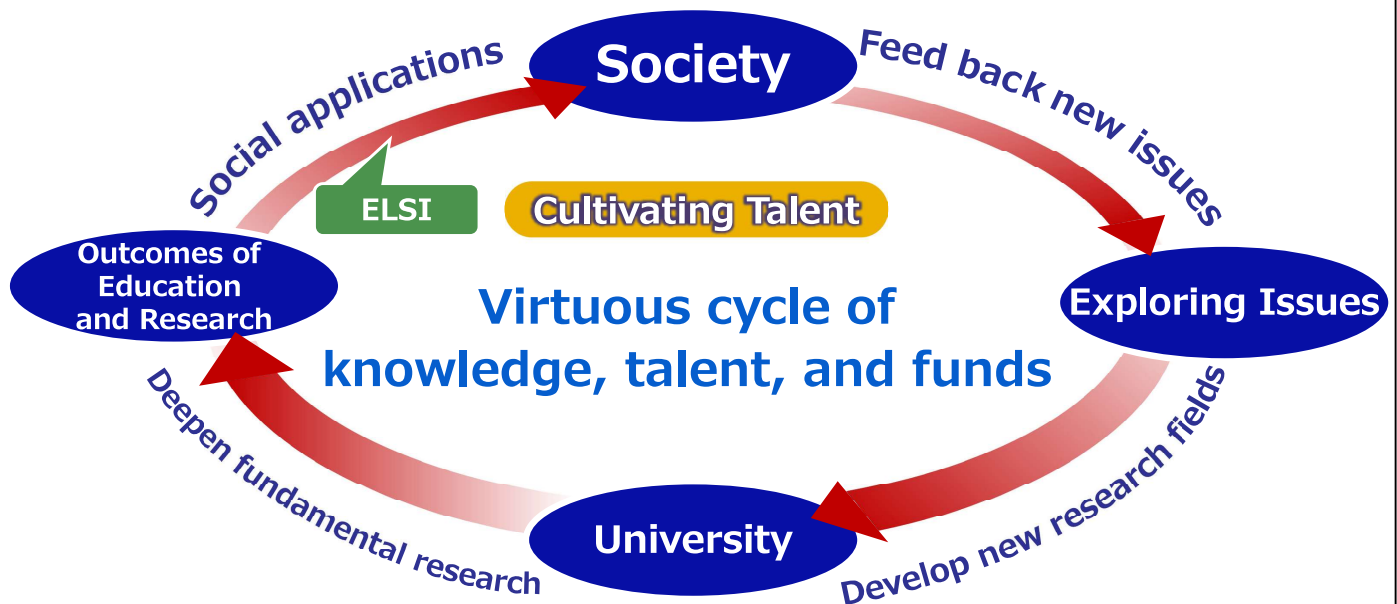 Society
Social applications
Feed back new issues
ELSI
Cultivating Talent
Outcomes of
Education
and Research
Exploring Issues
Virtuous cycle of
knowledge, talent, and funds
Deepen fundamental research
University
Develop new research fields